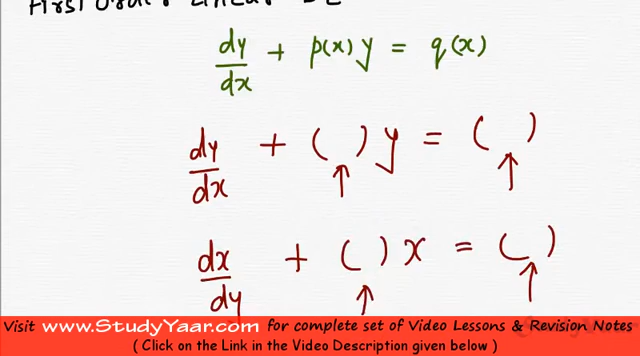 First Order Linear DE
dy/dx + p(x)y = q(x)
dy/dx + ( )y = ( )
dx/dy + ( )x = ( )
Visit www.StudyYaar.com for complete set of Video Lessons & Revision Notes
( Click on the Link in the Video Description given below )